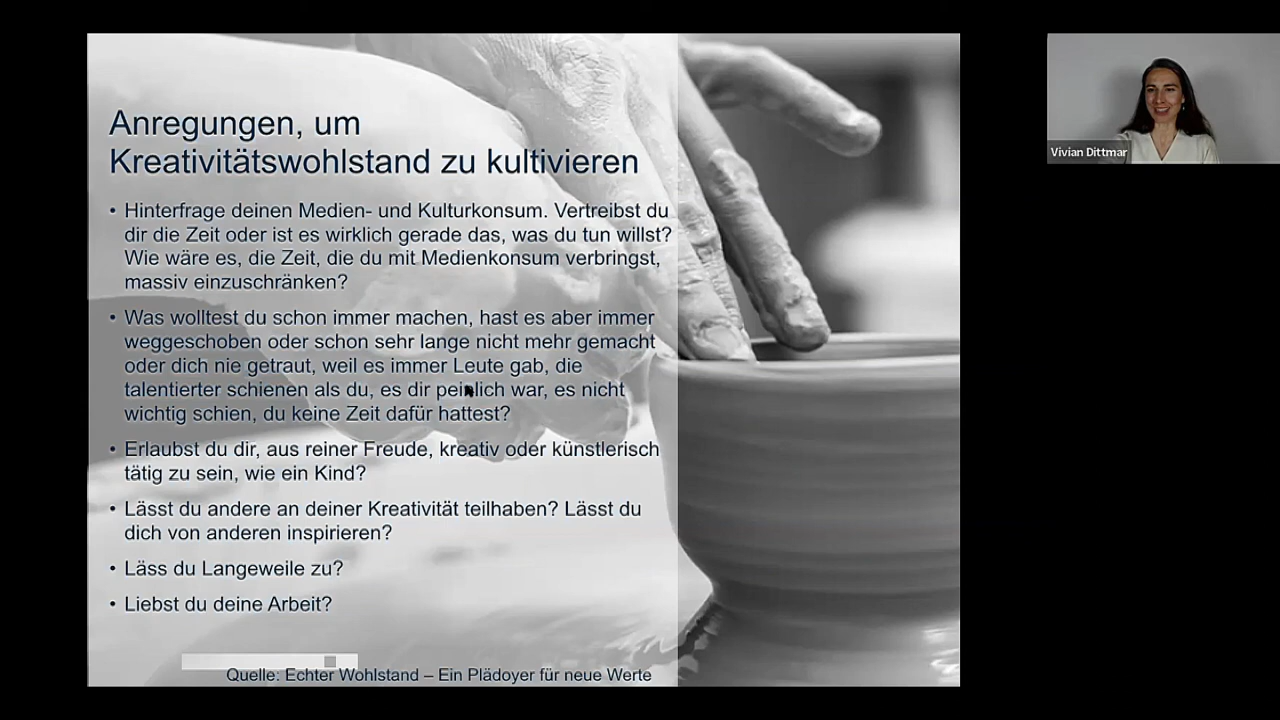 Anregungen, um
Kreativitätswohlstand zu kultivieren
• Hinterfrage deinen Medien- und Kulturkonsum. Vertreibst du
dir die Zeit oder ist es wirklich gerade das, was du tun willst?
Wie wäre es, die Zeit, die du mit Medienkonsum verbringst,
massiv einzuschränken?
• Was wolltest du schon immer machen, hast es aber immer
weggeschoben oder schon sehr lange nicht mehr gemacht
oder dich nie getraut, weil es immer Leute gab, die
talentierter schienen als du, es dir peinlich war, es nicht
wichtig schien, du keine Zeit dafür hattest?
• Erlaubst du dir, aus reiner Freude, kreativ oder künstlerisch
tätig zu sein, wie ein Kind?
• Lässt du andere an deiner Kreativität teilhaben? Lässt du
dich von anderen inspirieren?
• Läss du Langeweile zu?
• Liebst du deine Arbeit?
Quelle: Echter Wohlstand – Ein Plädoyer für neue Werte
Vivian Dittmar